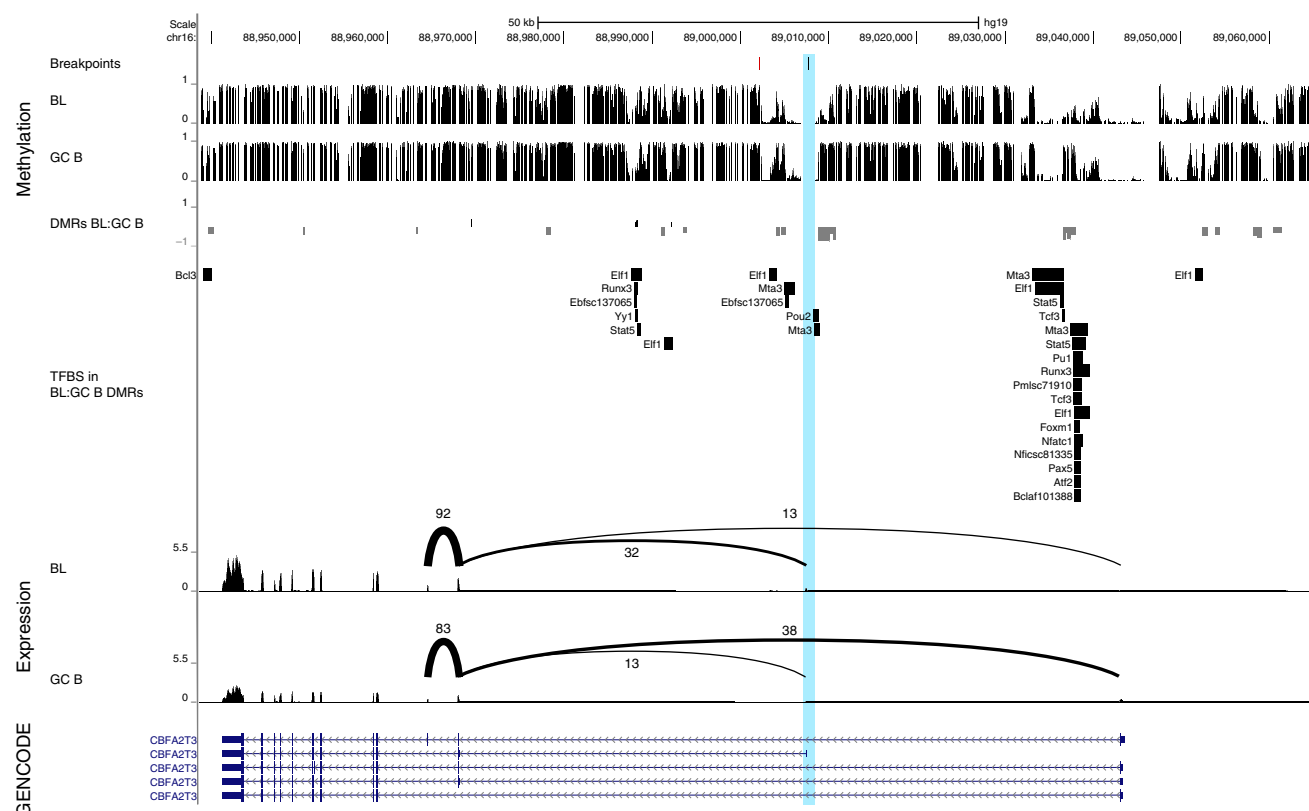 Scale 50 kb hg19
chr16: 88,950,000 88,960,000 88,970,000 88,980,000 88,990,000 89,000,000 89,010,000 89,020,000 89,030,000 89,040,000 89,050,000 89,060,000
Breakpoints
Methylation
1
BL
0
1
GC B
0
1
DMRs BL:GC B
−1
Bcl3 Elf1 Elf1 Mta3 Elf1
Runx3 Mta3 Elf1
Ebfsc137065 Ebfsc137065 Stat5
Yy1 Pou2 Tcf3
Stat5 Mta3 Mta3
Elf1 Stat5
Pu1
TFBS in
BL:GC B DMRs
Runx3
Pmlsc71910
Tcf3
Elf1
Foxm1
Nfatc1
Nficsc81335
Pax5
Atf2
Bclaf101388
Expression
92 13
32
5.5
BL
0
83 38
13
5.5
GC B
0
GENCODE
CBFA2T3
CBFA2T3
CBFA2T3
CBFA2T3
CBFA2T3